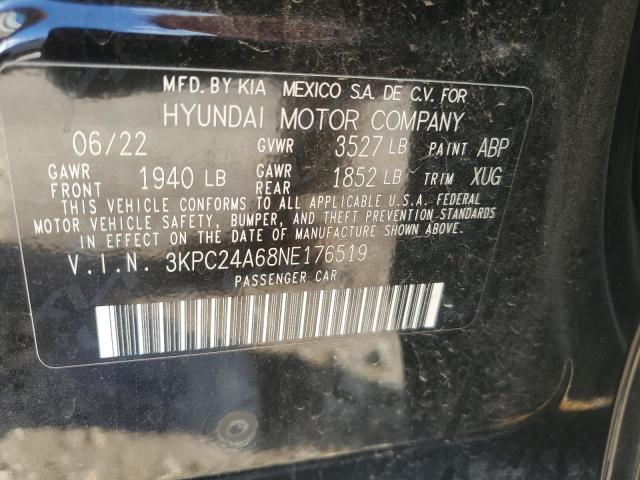 MFD. BY KIA MEXICO S.A. DE C.V. FOR
HYUNDAI MOTOR COMPANY
06/22 GVWR 3527 LB PAINT ABP
GAWR FRONT 1940 LB GAWR REAR 1852 LB TRIM XUG
THIS VEHICLE CONFORMS TO ALL APPLICABLE U.S.A. FEDERAL
MOTOR VEHICLE SAFETY, BUMPER, AND THEFT PREVENTION STANDARDS
IN EFFECT ON THE DATE OF MANUFACTURE SHOWN ABOVE.
V.I.N. 3KPC24A68NE176519
PASSENGER CAR